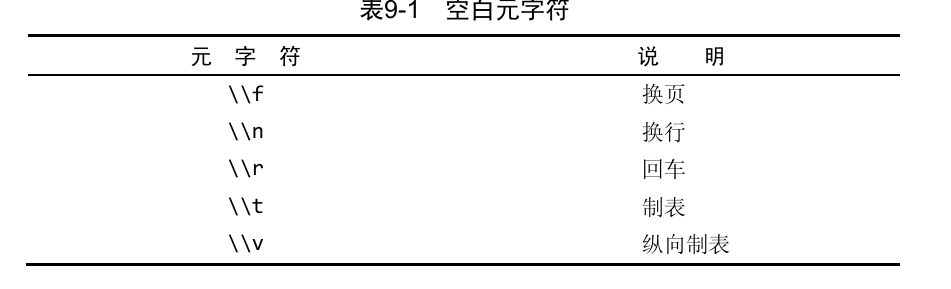 表9-1 空白元字符
元 字 符 说 明
\\f 换页
\\n 换行
\\r 回车
\\t 制表
\\v 纵向制表